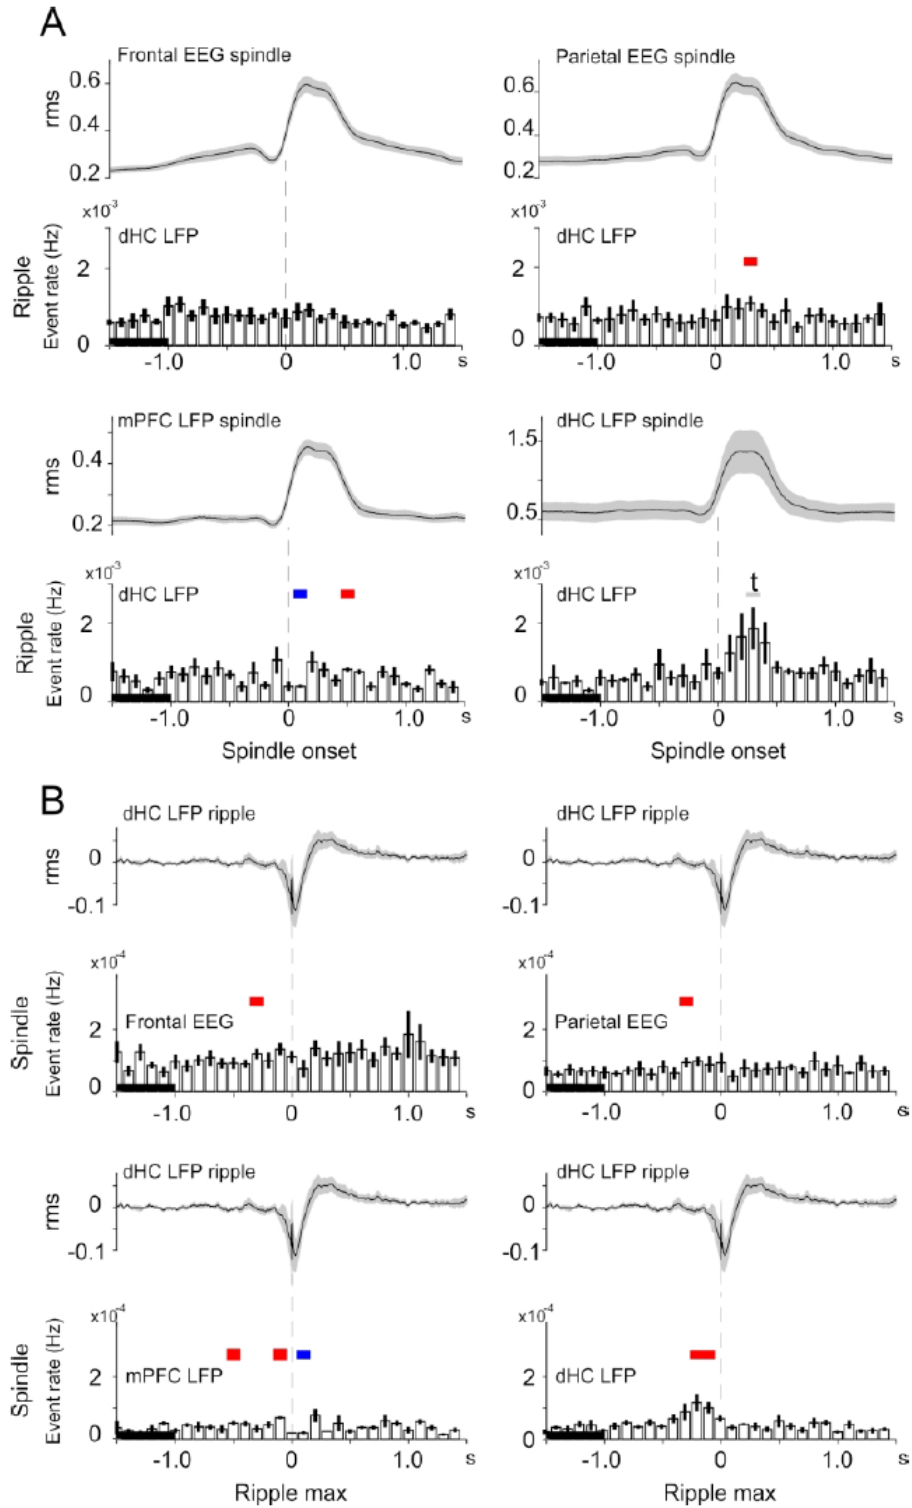 A
Frontal EEG spindle
Parietal EEG spindle
rms
0.6
0.4
0.2
0.6
0.4
0.2
x10-3
x10-3
Ripple
Event rate (Hz)
dHC LFP
dHC LFP
2
0
2
0
-1.0 0 1.0 s
-1.0 0 1.0 s
mPFC LFP spindle
dHC LFP spindle
rms
0.4
0.2
1.5
0.5
x10-3
x10-3
t
Ripple
Event rate (Hz)
dHC LFP
dHC LFP
2
0
2
0
-1.0 0 1.0 s
-1.0 0 1.0 s
Spindle onset
Spindle onset
B
dHC LFP ripple
dHC LFP ripple
rms
0
-0.1
0
-0.1
x10-4
x10-4
Spindle
Event rate (Hz)
Frontal EEG
Parietal EEG
2
0
2
0
-1.0 0 1.0 s
-1.0 0 1.0 s
dHC LFP ripple
dHC LFP ripple
rms
0
-0.1
0
-0.1
x10-4
x10-4
Spindle
Event rate (Hz)
mPFC LFP
dHC LFP
2
0
2
0
-1.0 0 1.0 s
-1.0 0 1.0 s
Ripple max
Ripple max